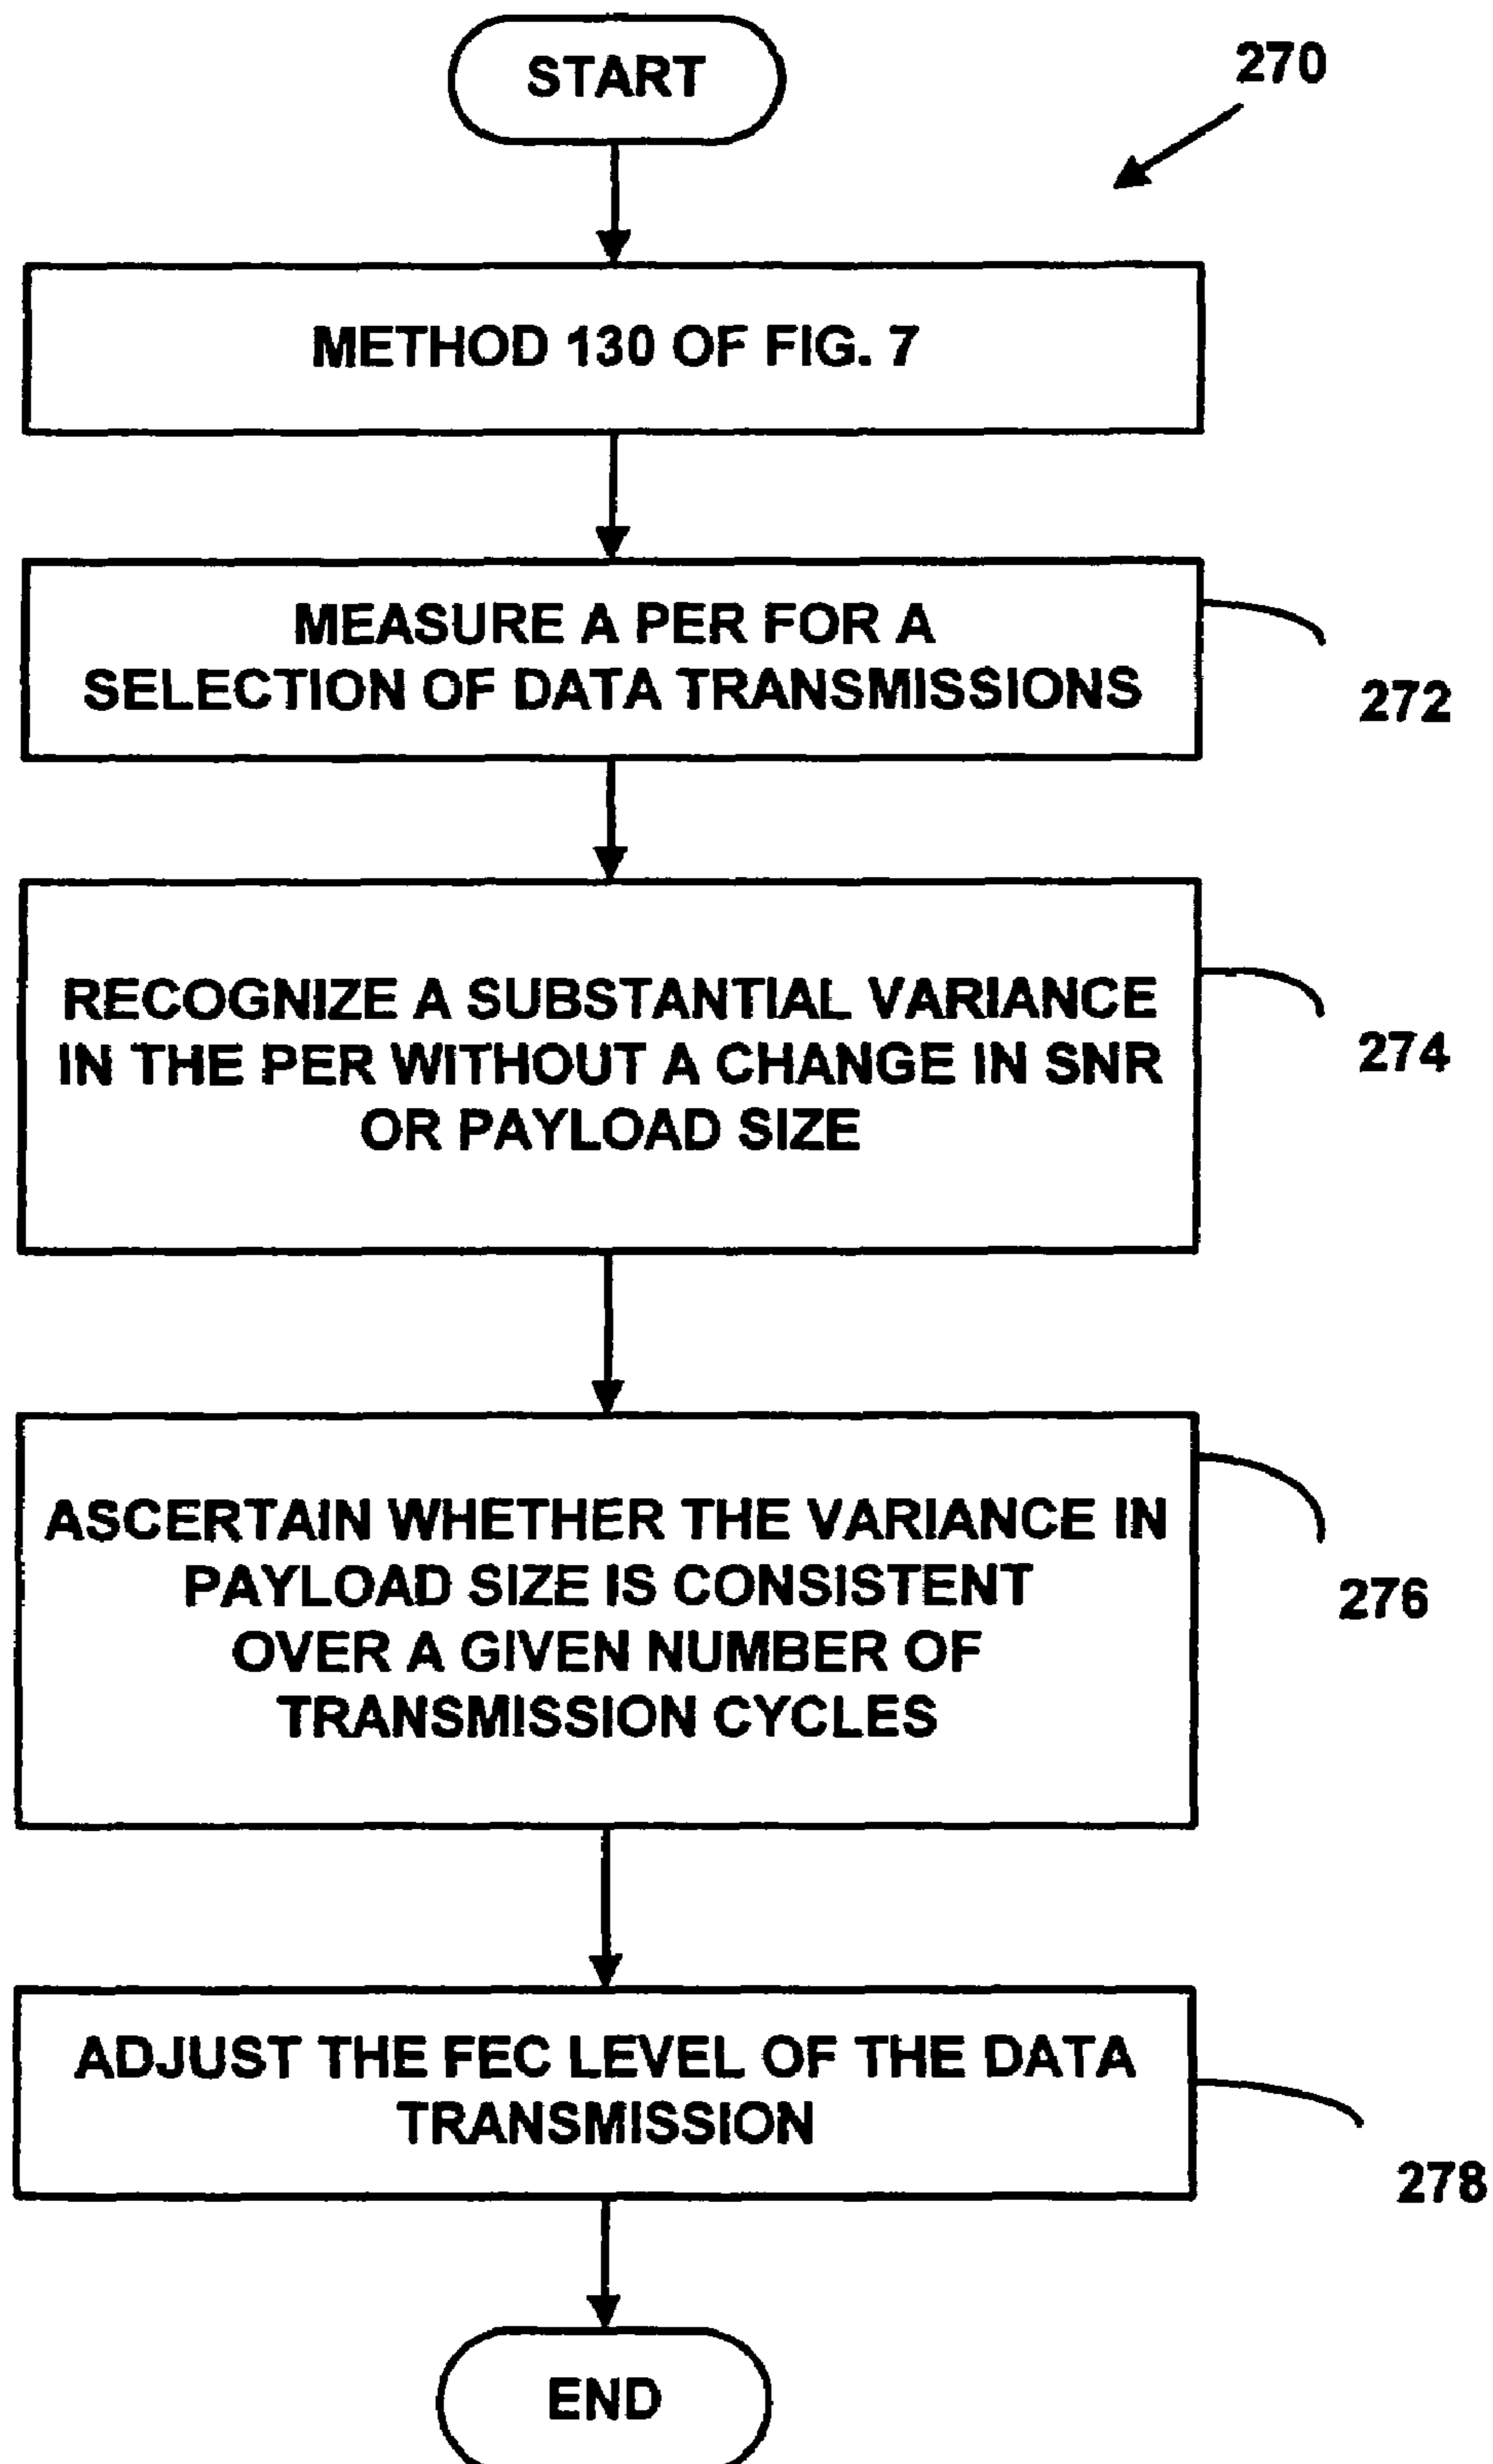 START
270
METHOD 130 OF FIG. 7
MEASURE A PER FOR A
SELECTION OF DATA TRANSMISSIONS
272
RECOGNIZE A SUBSTANTIAL VARIANCE
IN THE PER WITHOUT A CHANGE IN SNR
OR PAYLOAD SIZE
274
ASCERTAIN WHETHER THE VARIANCE IN
PAYLOAD SIZE IS CONSISTENT
OVER A GIVEN NUMBER OF
TRANSMISSION CYCLES
276
ADJUST THE FEC LEVEL OF THE DATA
TRANSMISSION
278
END